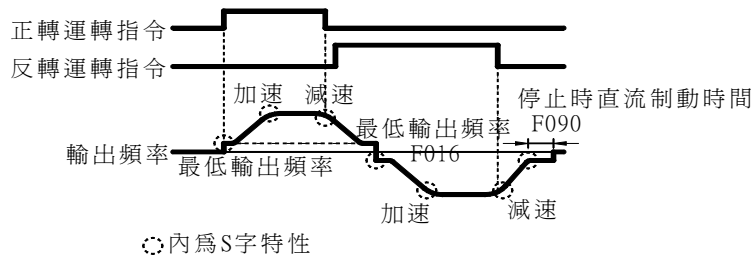 正轉運轉指令
反轉運轉指令
加速
減速
停止時直流制動時間
最低輸出頻率
F090
輸出頻率
最低輸出頻率
F016
加速
減速
內爲S字特性